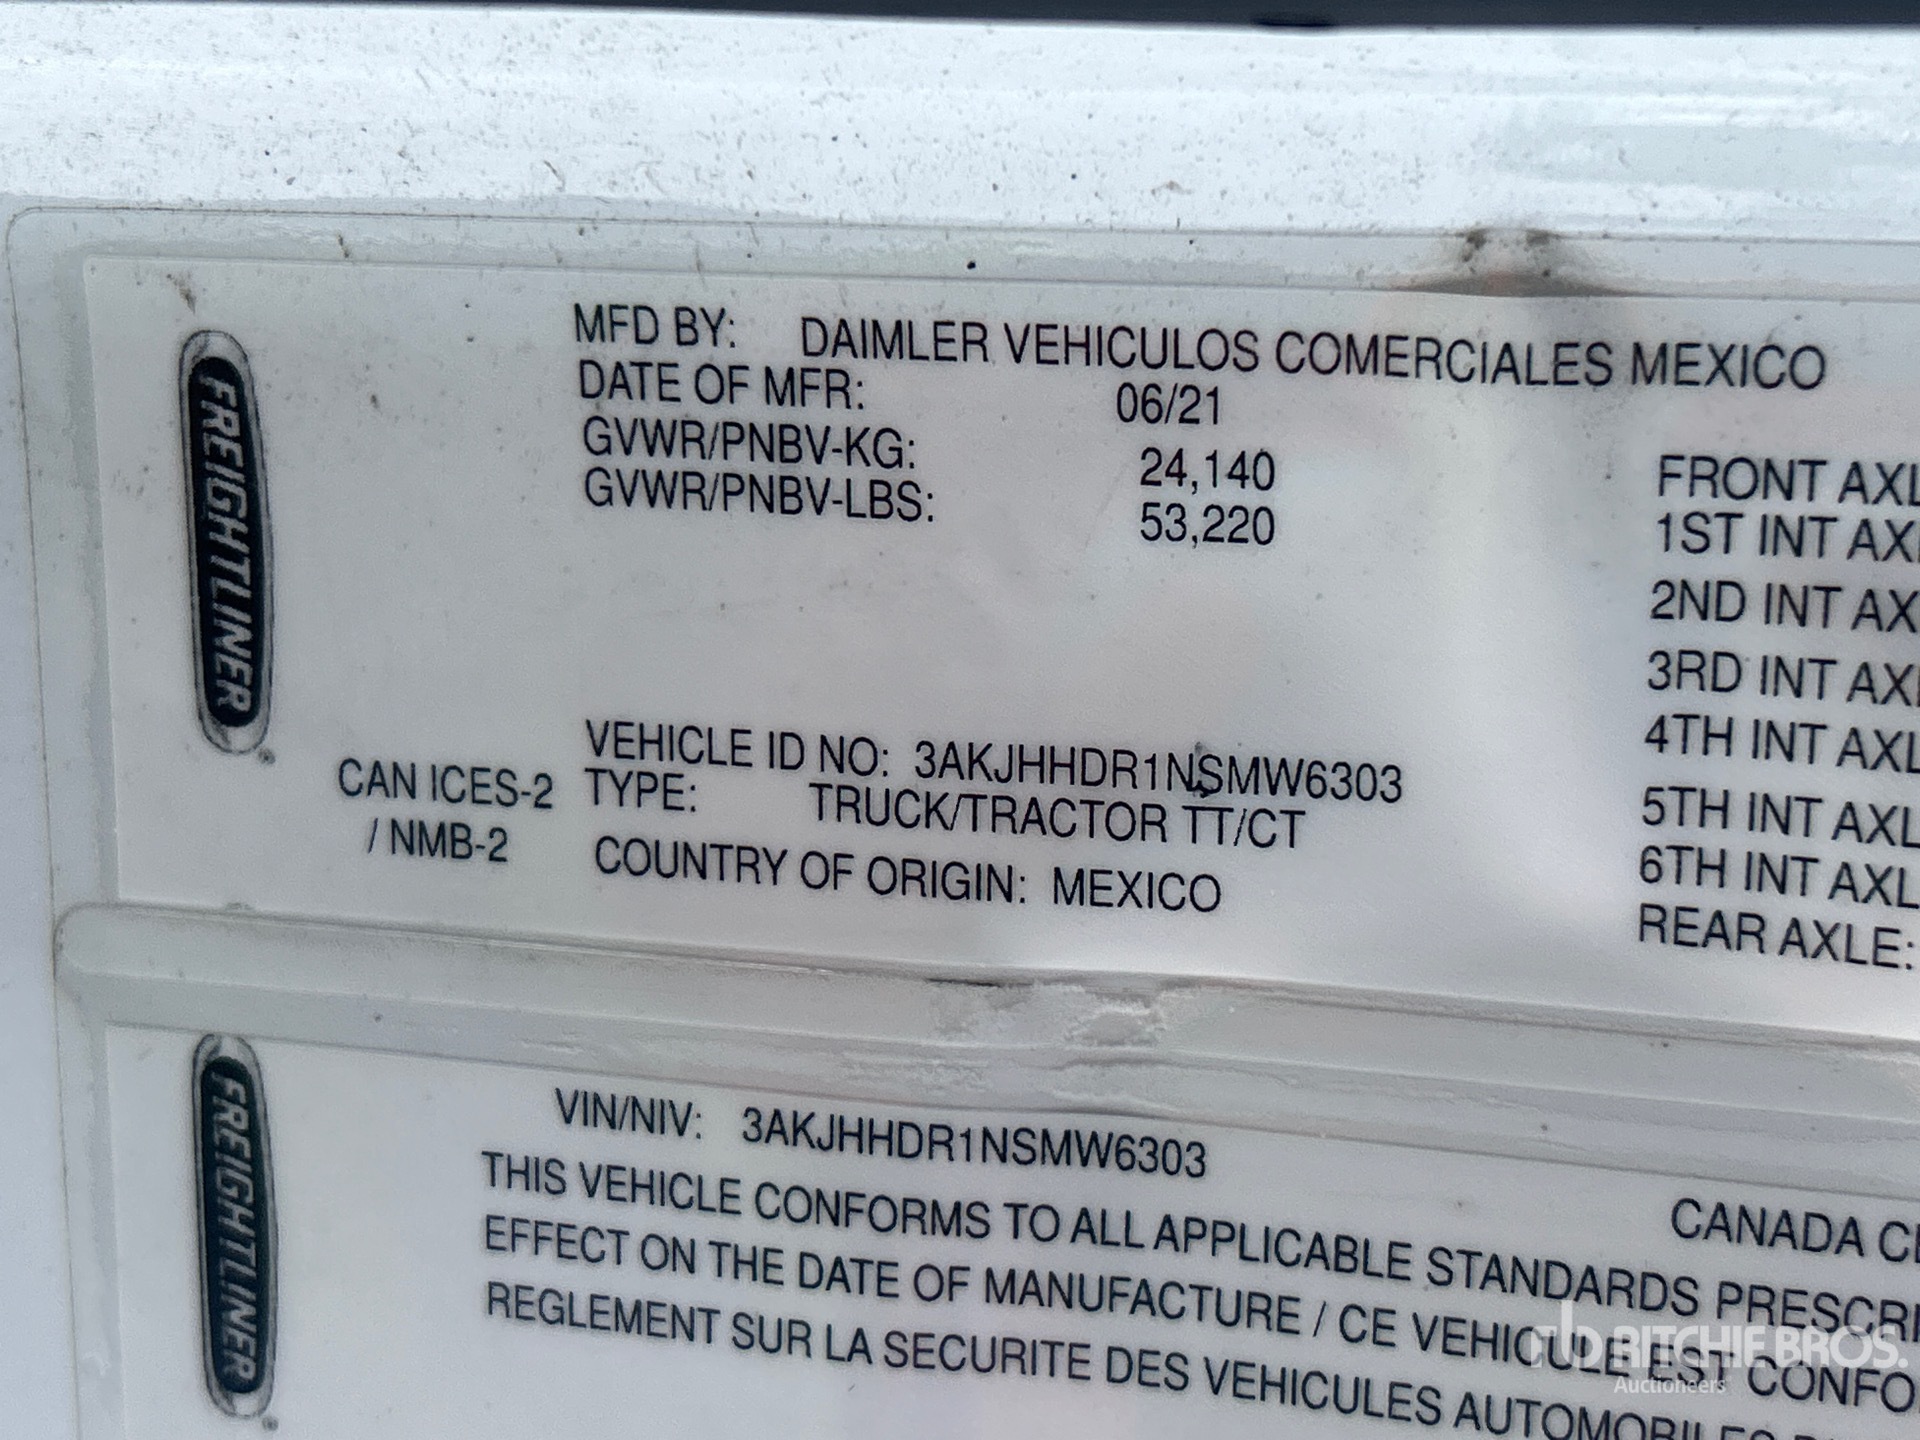 FREIGHTLINER
MFD BY: DAIMLER VEHICULOS COMERCIALES MEXICO
DATE OF MFR: 06/21
GVWR/PNBV-KG: 24,140
GVWR/PNBV-LBS: 53,220
VEHICLE ID NO: 3AKJHHDR1NSMW6303
CAN ICES-2
/ NMB-2
TYPE: TRUCK/TRACTOR TT/CT
COUNTRY OF ORIGIN: MEXICO
FRONT AXL
1ST INT AX
2ND INT AX
3RD INT AX
4TH INT AXL
5TH INT AXL
6TH INT AXL
REAR AXLE:
FREIGHTLINER
VIN/NIV: 3AKJHHDR1NSMW6303
CANADA
THIS VEHICLE CONFORMS TO ALL APPLICABLE STANDARDS PRESCRI
EFFECT ON THE DATE OF MANUFACTURE / CE VEHICULE EST CONFO
REGLEMENT SUR LA SECURITE DES VEHICULES AUTOMOBILES
RITCHIE BROS.
Auctioneers